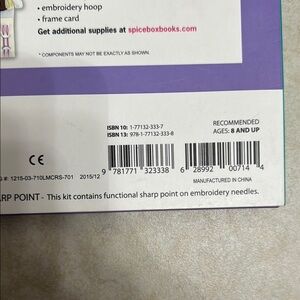 • embroidery hoop
• frame card
Get additional supplies at spiceboxbooks.com
* COMPONENTS MAY NOT BE EXACTLY AS SHOWN.
ISBN 10: 1-77132-333-7
ISBN 13: 978-1-77132-333-8
RECOMMENDED
AGES: 8 AND UP
CE
G #: 1215-03-710LMCRS-701 2015/12
9 781771 323338
6 28992 00714 4
MANUFACTURED IN CHINA
ARP POINT - This kit contains functional sharp point on embroidery needles.